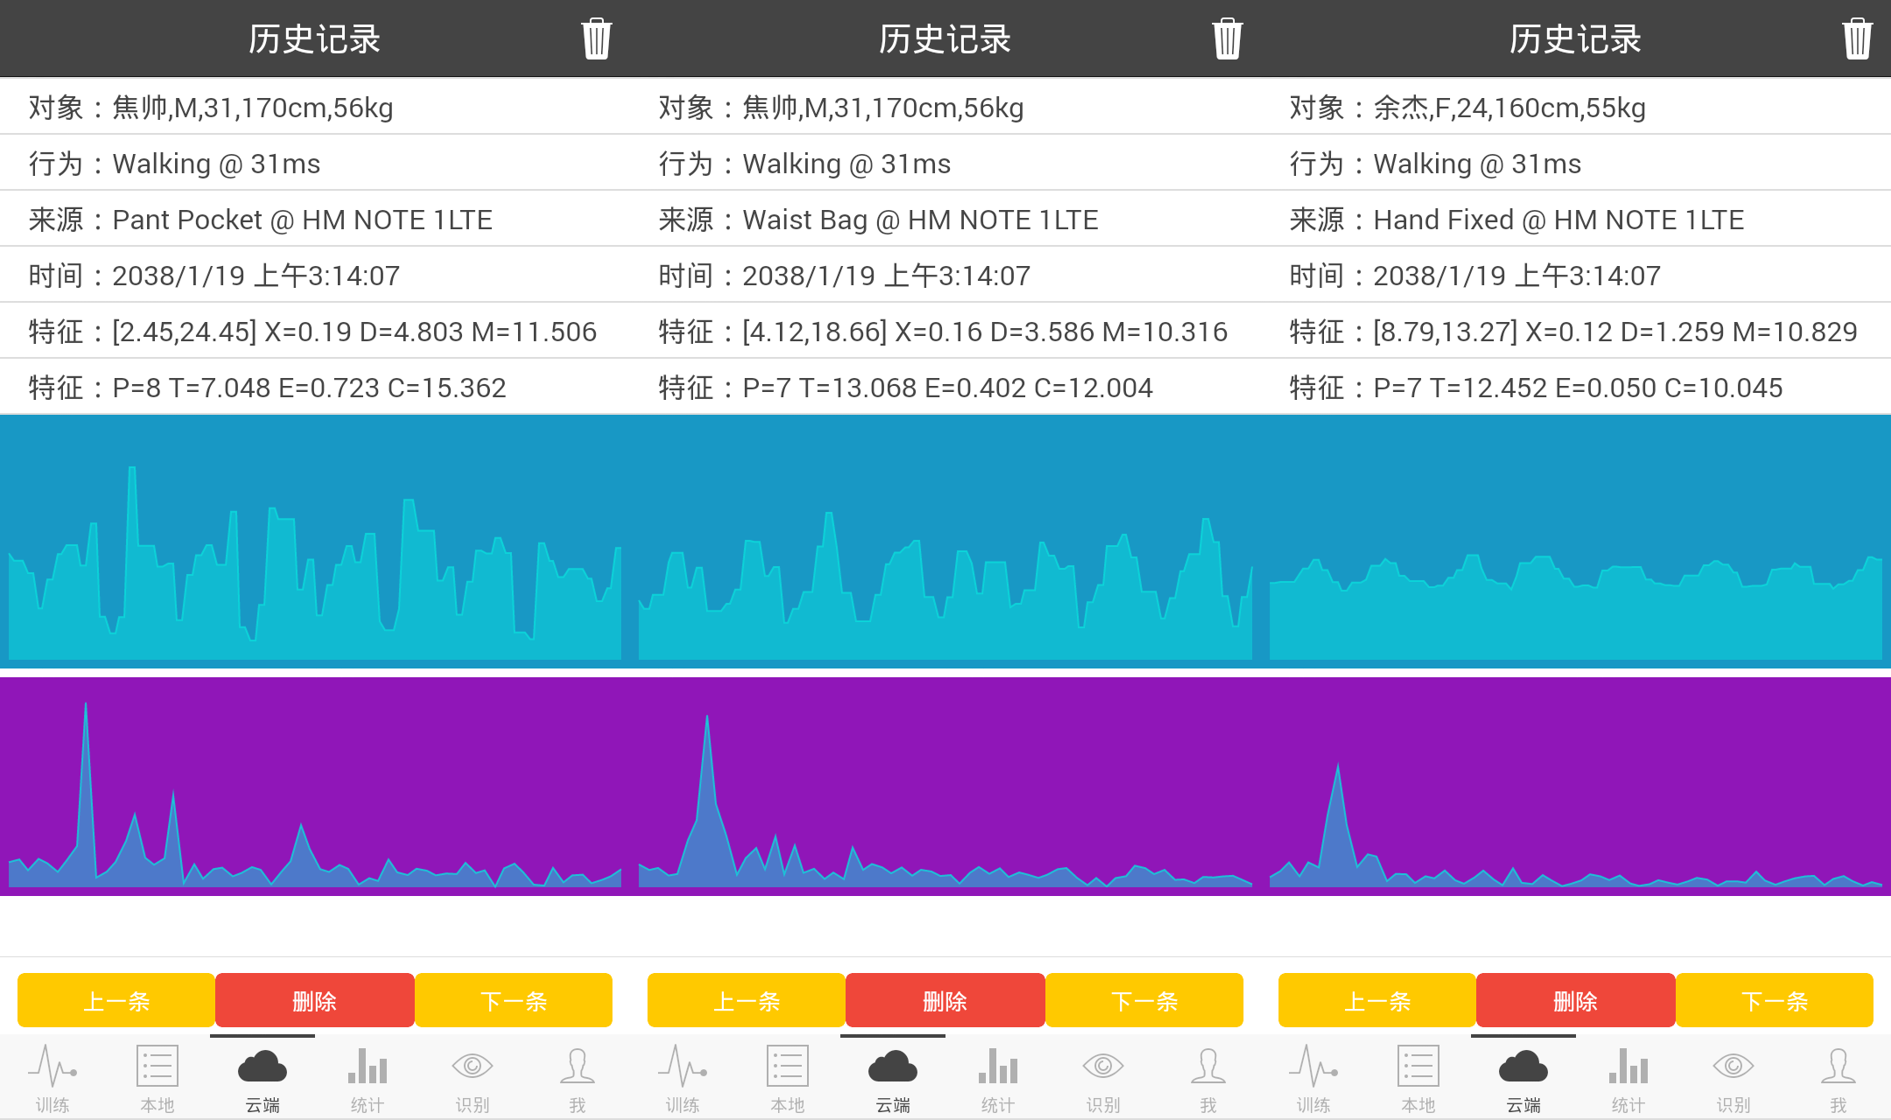 历史记录
对象：焦帅,M,31,170cm,56kg
行为：Walking @ 31ms
来源：Pant Pocket @ HM NOTE 1LTE
时间：2038/1/19 上午3:14:07
特征：[2.45,24.45] X=0.19 D=4.803 M=11.506
特征：P=8 T=7.048 E=0.723 C=15.362
上一条 删除 下一条
训练 本地 云端 统计 识别 我
历史记录
对象：焦帅,M,31,170cm,56kg
行为：Walking @ 31ms
来源：Waist Bag @ HM NOTE 1LTE
时间：2038/1/19 上午3:14:07
特征：[4.12,18.66] X=0.16 D=3.586 M=10.316
特征：P=7 T=13.068 E=0.402 C=12.004
上一条 删除 下一条
训练 本地 云端 统计 识别 我
历史记录
对象：余杰,F,24,160cm,55kg
行为：Walking @ 31ms
来源：Hand Fixed @ HM NOTE 1LTE
时间：2038/1/19 上午3:14:07
特征：[8.79,13.27] X=0.12 D=1.259 M=10.829
特征：P=7 T=12.452 E=0.050 C=10.045
上一条 删除 下一条
训练 本地 云端 统计 识别 我